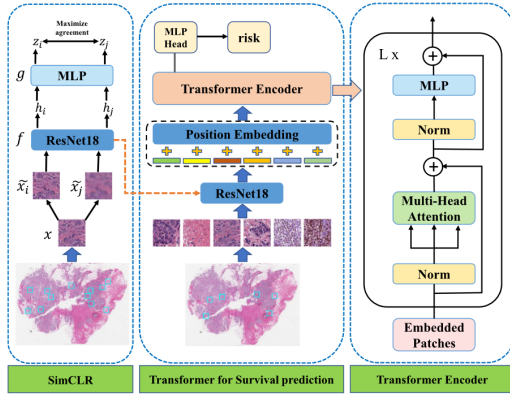 Maximize
agreement
z_i
z_j
g
MLP
h_i
h_j
f
ResNet18
x̃_i
x̃_j
x
SimCLR
MLP
Head
risk
Transformer Encoder
Position Embedding
ResNet18
Transformer for Survival prediction
L x
MLP
Norm
Multi-Head
Attention
Norm
Embedded
Patches
Transformer Encoder